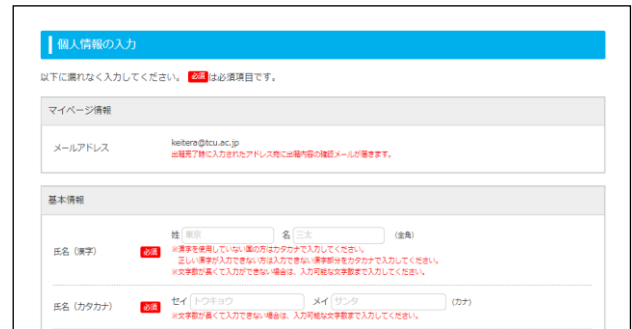 個人情報の入力
以下に漏れなく入力してください。 必須 は必須項目です。
マイページ情報
メールアドレス
keitera@tcu.ac.jp
出願完了時に入力されたアドレス宛に出願内容の確認メールが届きます。
基本情報
氏名（漢字） 必須
姓 東京 名 三太 （全角）
※漢字を使用していない国の方はカタカナで入力してください。
正しい漢字が入力できない方は入力できない漢字部分をカタカナで入力してください。
※文字数が長くて入力ができない場合は、入力可能な文字数まで入力してください。
氏名（カタカナ） 必須
セイ トウキョウ メイ サンタ （カナ）
※文字数が長くて入力できない場合は、入力可能な文字数まで入力してください。